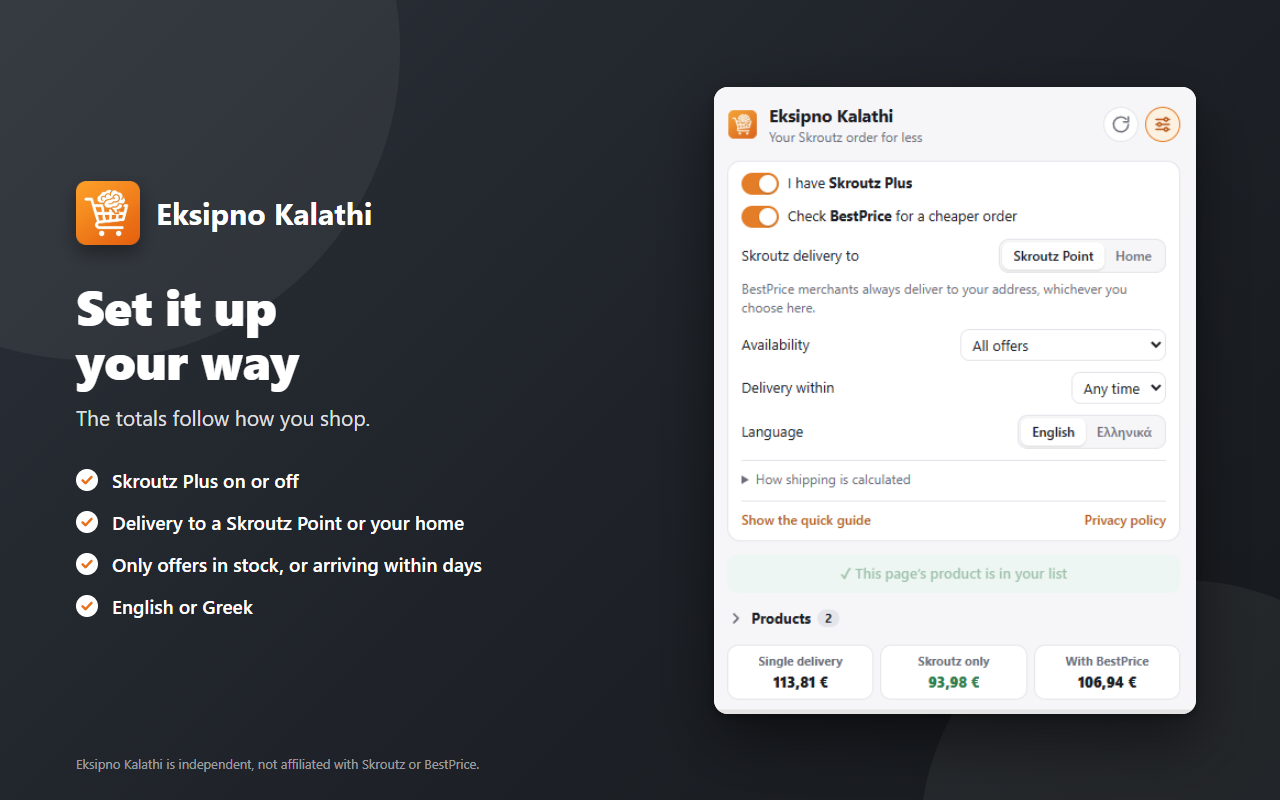 Eksipno Kalathi
Set it up
your way
The totals follow how you shop.
Skroutz Plus on or off
Delivery to a Skroutz Point or your home
Only offers in stock, or arriving within days
English or Greek
Eksipno Kalathi is independent, not affiliated with Skroutz or BestPrice.
Eksipno Kalathi
Your Skroutz order for less
I have Skroutz Plus
Check BestPrice for a cheaper order
Skroutz delivery to
Skroutz Point
Home
BestPrice merchants always deliver to your address, whichever you
choose here.
Availability
All offers
Delivery within
Any time
Language
English
Ελληνικά
How shipping is calculated
Show the quick guide
Privacy policy
✓ This page's product is in your list
Products 2
Single delivery
113,81 €
Skroutz only
93,98 €
With BestPrice
106,94 €